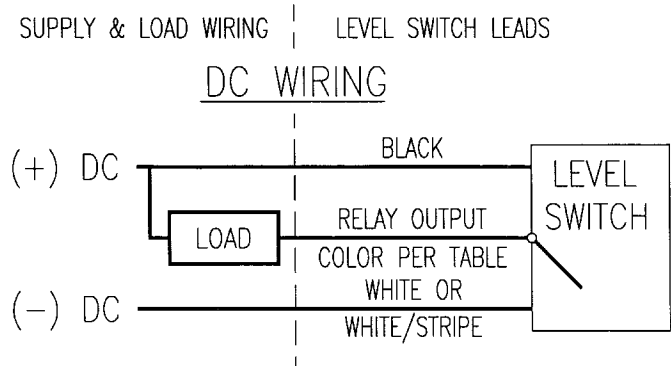 SUPPLY & LOAD WIRING
LEVEL SWITCH LEADS
DC WIRING
(+) DC
BLACK
LEVEL
SWITCH
LOAD
RELAY OUTPUT
COLOR PER TABLE
(-) DC
WHITE OR
WHITE/STRIPE